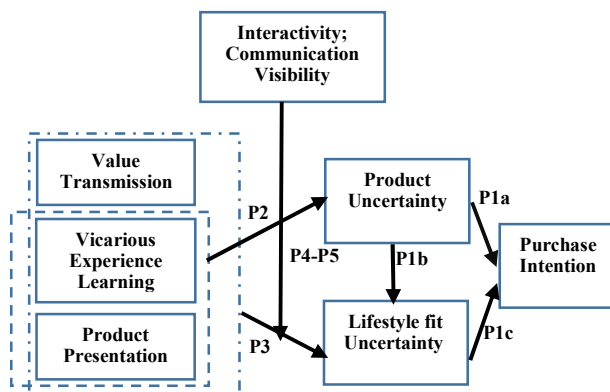 Interactivity;
Communication
Visibility
Value
Transmission
Vicarious
Experience
Learning
Product
Presentation
P2
P4-P5
P3
Product
Uncertainty
P1b
Lifestyle fit
Uncertainty
P1a
P1c
Purchase
Intention